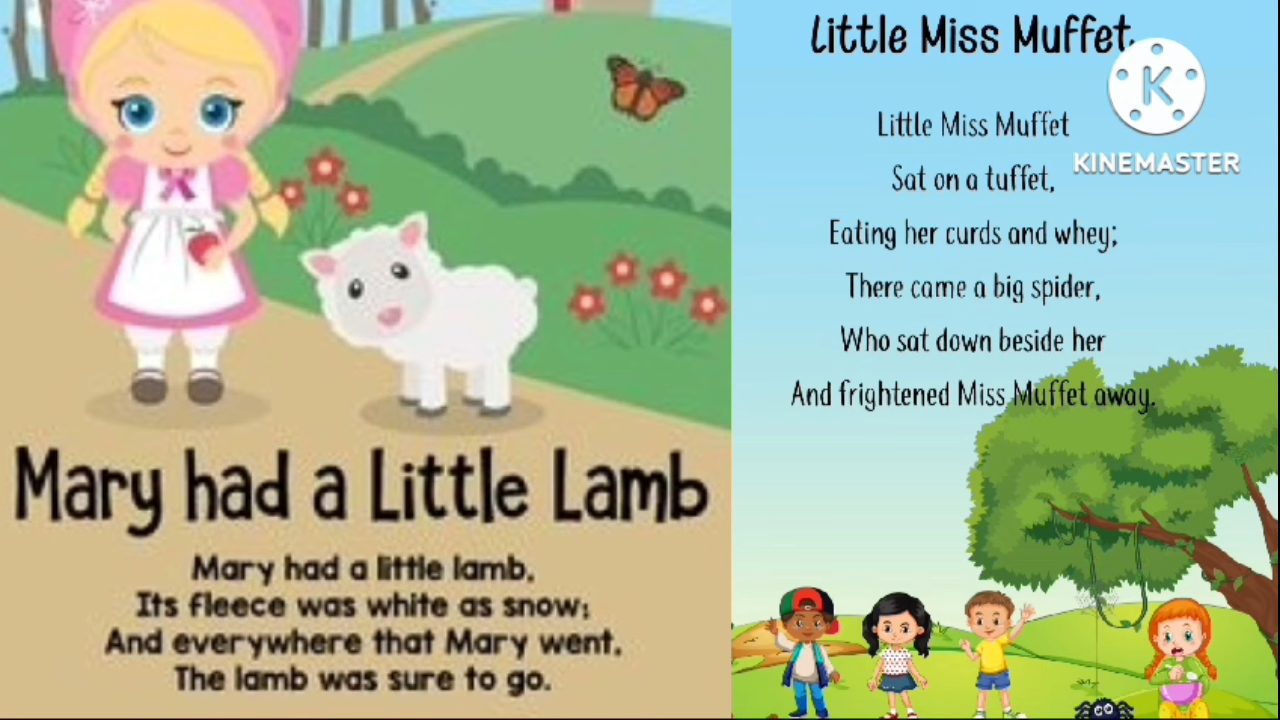 Mary had a Little Lamb
Mary had a little lamb,
Its fleece was white as snow;
And everywhere that Mary went,
The lamb was sure to go.
Little Miss Muffet
Little Miss Muffet
Sat on a tuffet,
Eating her curds and whey;
There came a big spider,
Who sat down beside her
And frightened Miss Muffet away.
K
KINEMASTER